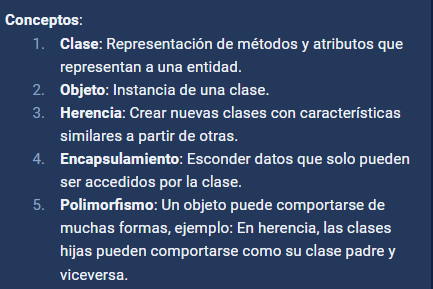 Conceptos:
1. Clase: Representación de métodos y atributos que
representan a una entidad.
2. Objeto: Instancia de una clase.
3. Herencia: Crear nuevas clases con características
similares a partir de otras.
4. Encapsulamiento: Esconder datos que solo pueden
ser accedidos por la clase.
5. Polimorfismo: Un objeto puede comportarse de
muchas formas, ejemplo: En herencia, las clases
hijas pueden comportarse como su clase padre y
viceversa.